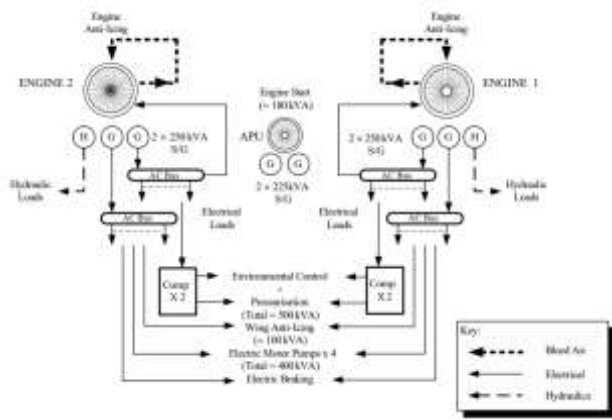 Engine
Anti-Icing
Engine
Anti-Icing
ENGINE 2
ENGINE 1
Engine Start
(~ 180kVA)
APU
H
G
G
2 × 250kVA
S/G
G
G
2 × 225kVA
S/G
2 × 250kVA
S/G
G
G
H
AC Bus
AC Bus
Hydraulic
Loads
Hydraulic
Loads
AC Bus
AC Bus
Electrical
Loads
Electrical
Loads
Comp
X 2
Comp
X 2
Environmental Control
+
Pressurisation
(Total ~ 500kVA)
Wing Anti-Icing
(~ 100kVA)
Electric Motor Pumps x 4
(Total ~ 400kVA)
Electric Braking
Key:
Bleed Air
Electrical
Hydraulics